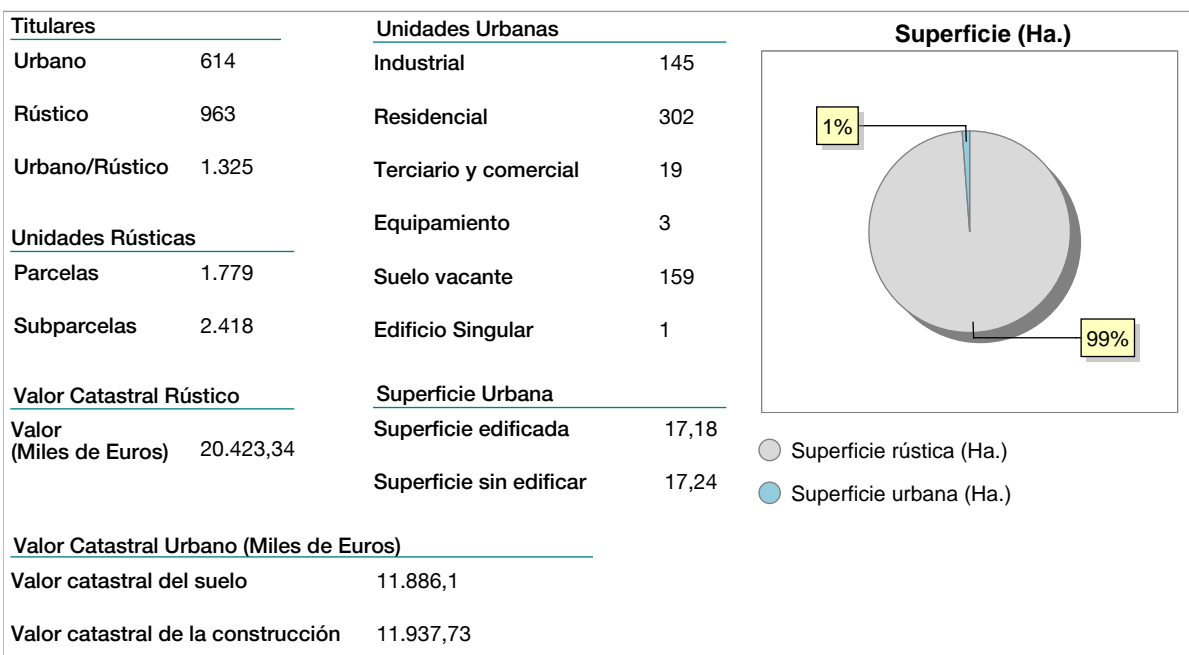 Titulares
Urbano 614
Rústico 963
Urbano/Rústico 1.325
Unidades Rústicas
Parcelas 1.779
Subparcelas 2.418
Valor Catastral Rústico
Valor
(Miles de Euros) 20.423,34
Unidades Urbanas
Industrial 145
Residencial 302
Terciario y comercial 19
Equipamiento 3
Suelo vacante 159
Edificio Singular 1
Superficie Urbana
Superficie edificada 17,18
Superficie sin edificar 17,24
Valor Catastral Urbano (Miles de Euros)
Valor catastral del suelo 11.886,1
Valor catastral de la construcción 11.937,73
Superficie (Ha.)
1%
99%
Superficie rústica (Ha.)
Superficie urbana (Ha.)